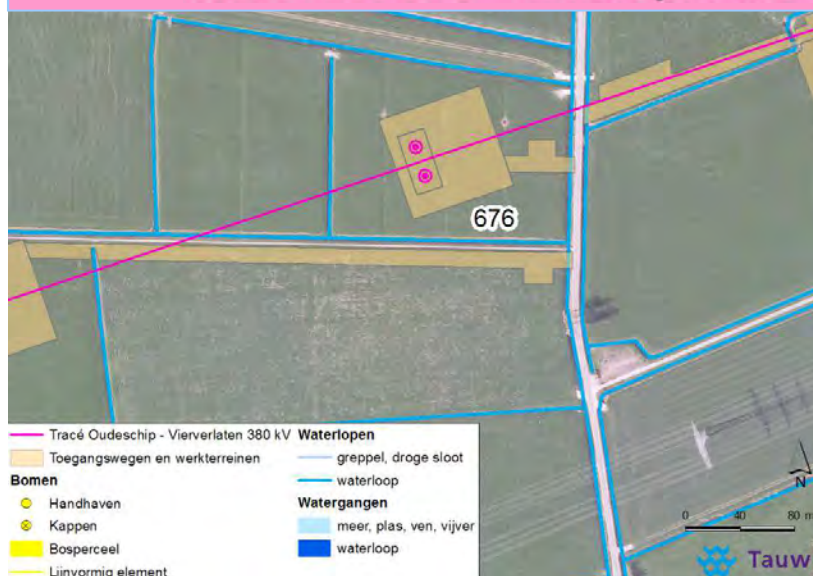 676
Tracé Oudeschip - Vierverlaten 380 kV
Toegangswegen en werkterreinen
Bomen
Handhaven
Kappen
Bosperceel
Lijnvormig element
Waterlopen
greppel, droge sloot
waterloop
Watergangen
meer, plas, ven, vijver
waterloop
N
0 40 80 m
Tauw